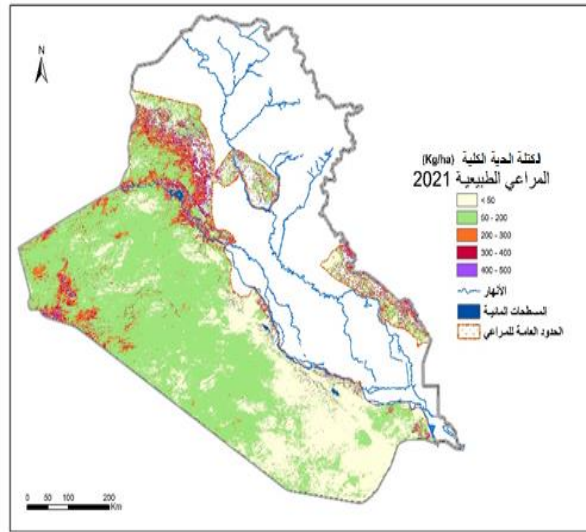 N
الكتلة الحية الكلية (Kg/ha)
المراعي الطبيعية 2021
< 50
50 - 200
200 - 300
300 - 400
400 - 500
الأنهار
المسطحات المائية
الحدود العامة للمراعي
0 50 100 200
Km